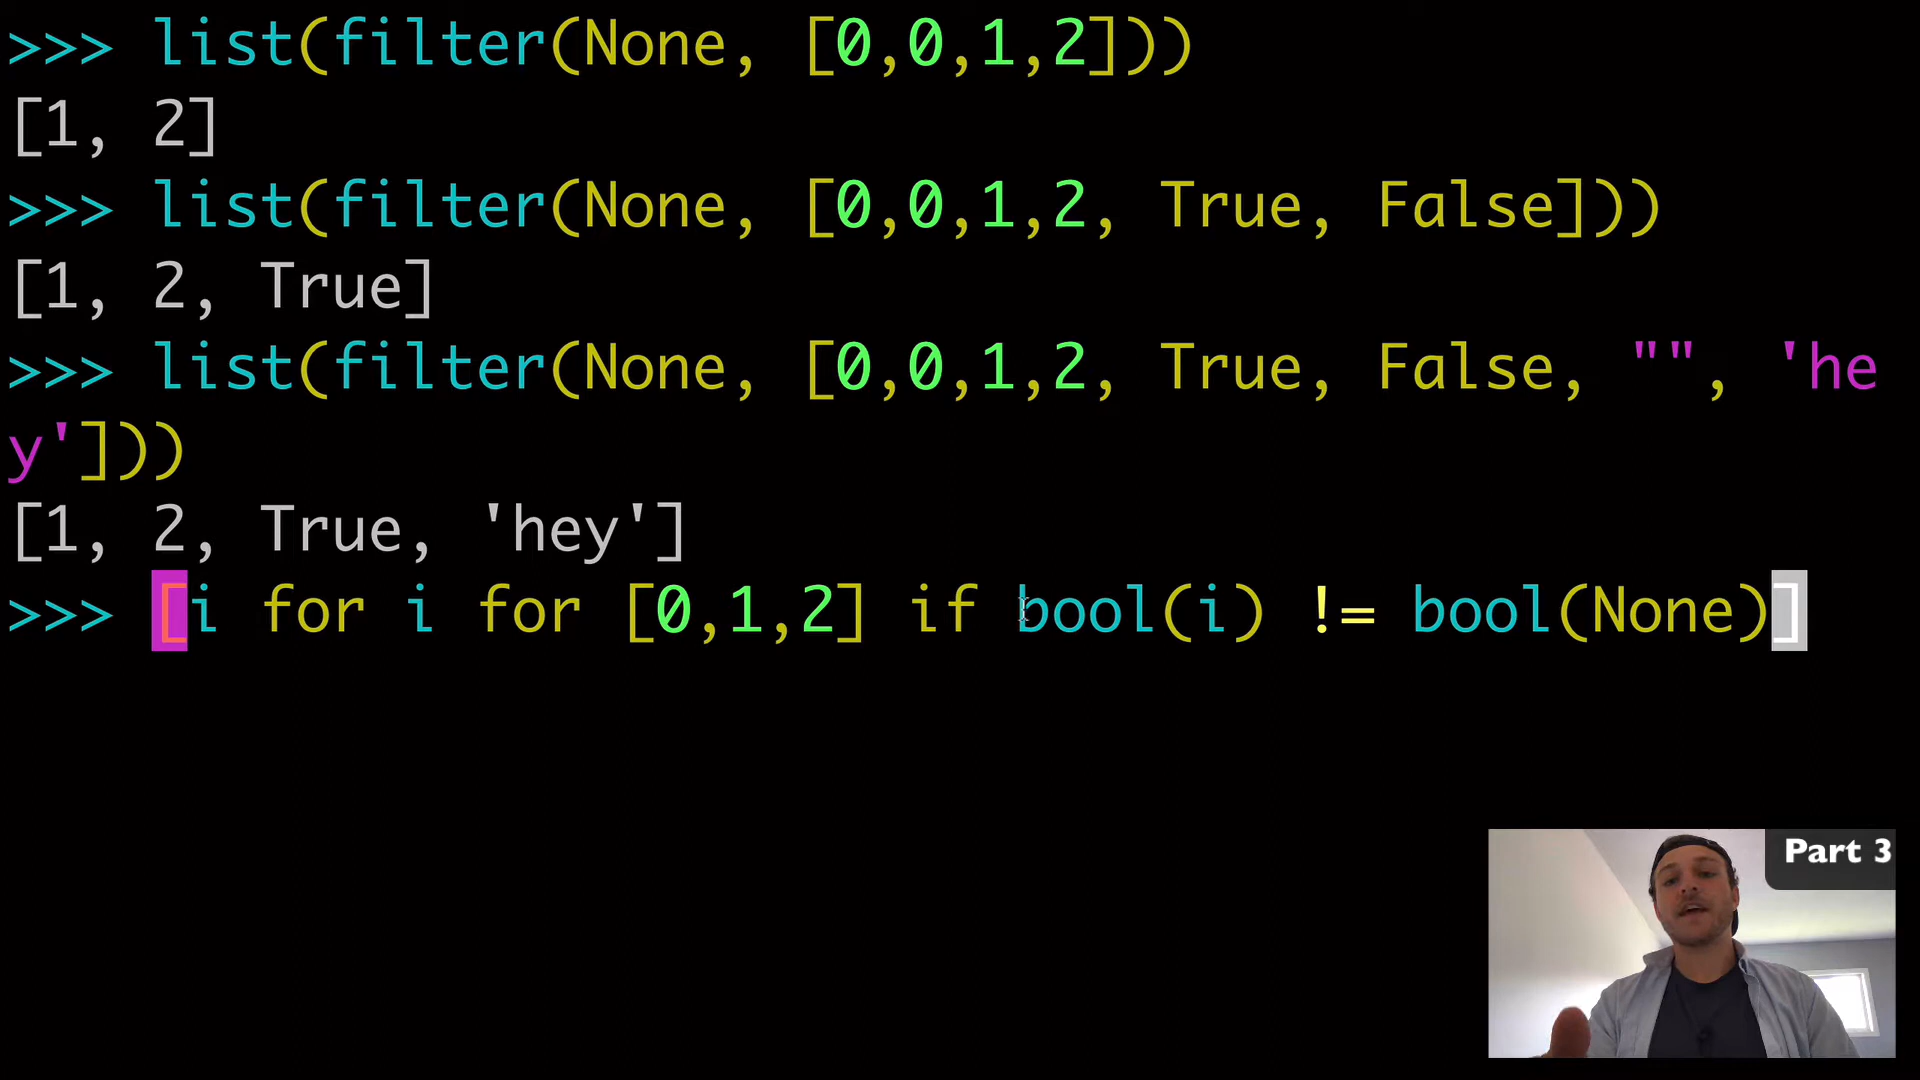 >>> list(filter(None, [0,0,1,2]))
[1, 2]
>>> list(filter(None, [0,0,1,2, True, False]))
[1, 2, True]
>>> list(filter(None, [0,0,1,2, True, False, "", 'he
y']))
[1, 2, True, 'hey']
>>> [i for i for [0,1,2] if bool(i) != bool(None)]
Part 3